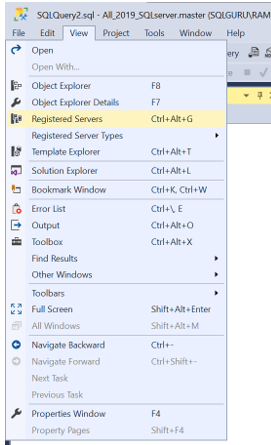 SQLQuery2.sql - All_2019_SQLserver.master (SQLGURU\RAM
File Edit View Project Tools Window Help
Open
Open With...
Object Explorer F8
Object Explorer Details F7
Registered Servers Ctrl+Alt+G
Registered Server Types
Template Explorer Ctrl+Alt+T
Solution Explorer Ctrl+Alt+L
Bookmark Window Ctrl+K, Ctrl+W
Error List Ctrl+\, E
Output Ctrl+Alt+O
Toolbox Ctrl+Alt+X
Find Results
Other Windows
Toolbars
Full Screen Shift+Alt+Enter
All Windows Shift+Alt+M
Navigate Backward Ctrl+-
Navigate Forward Ctrl+Shift+-
Next Task
Previous Task
Properties Window F4
Property Pages Shift+F4